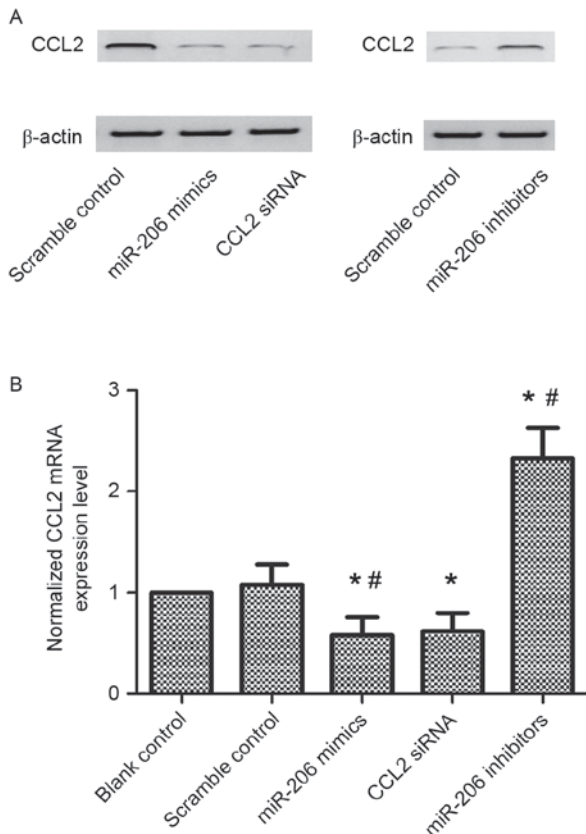 A
CCL2
CCL2
β-actin
β-actin
Scramble control
miR-206 mimics
CCL2 siRNA
Scramble control
miR-206 inhibitors
B
Normalized CCL2 mRNA
expression level
3
2
1
0
* #
*
* #
Blank control
Scramble control
miR-206 mimics
CCL2 siRNA
miR-206 inhibitors